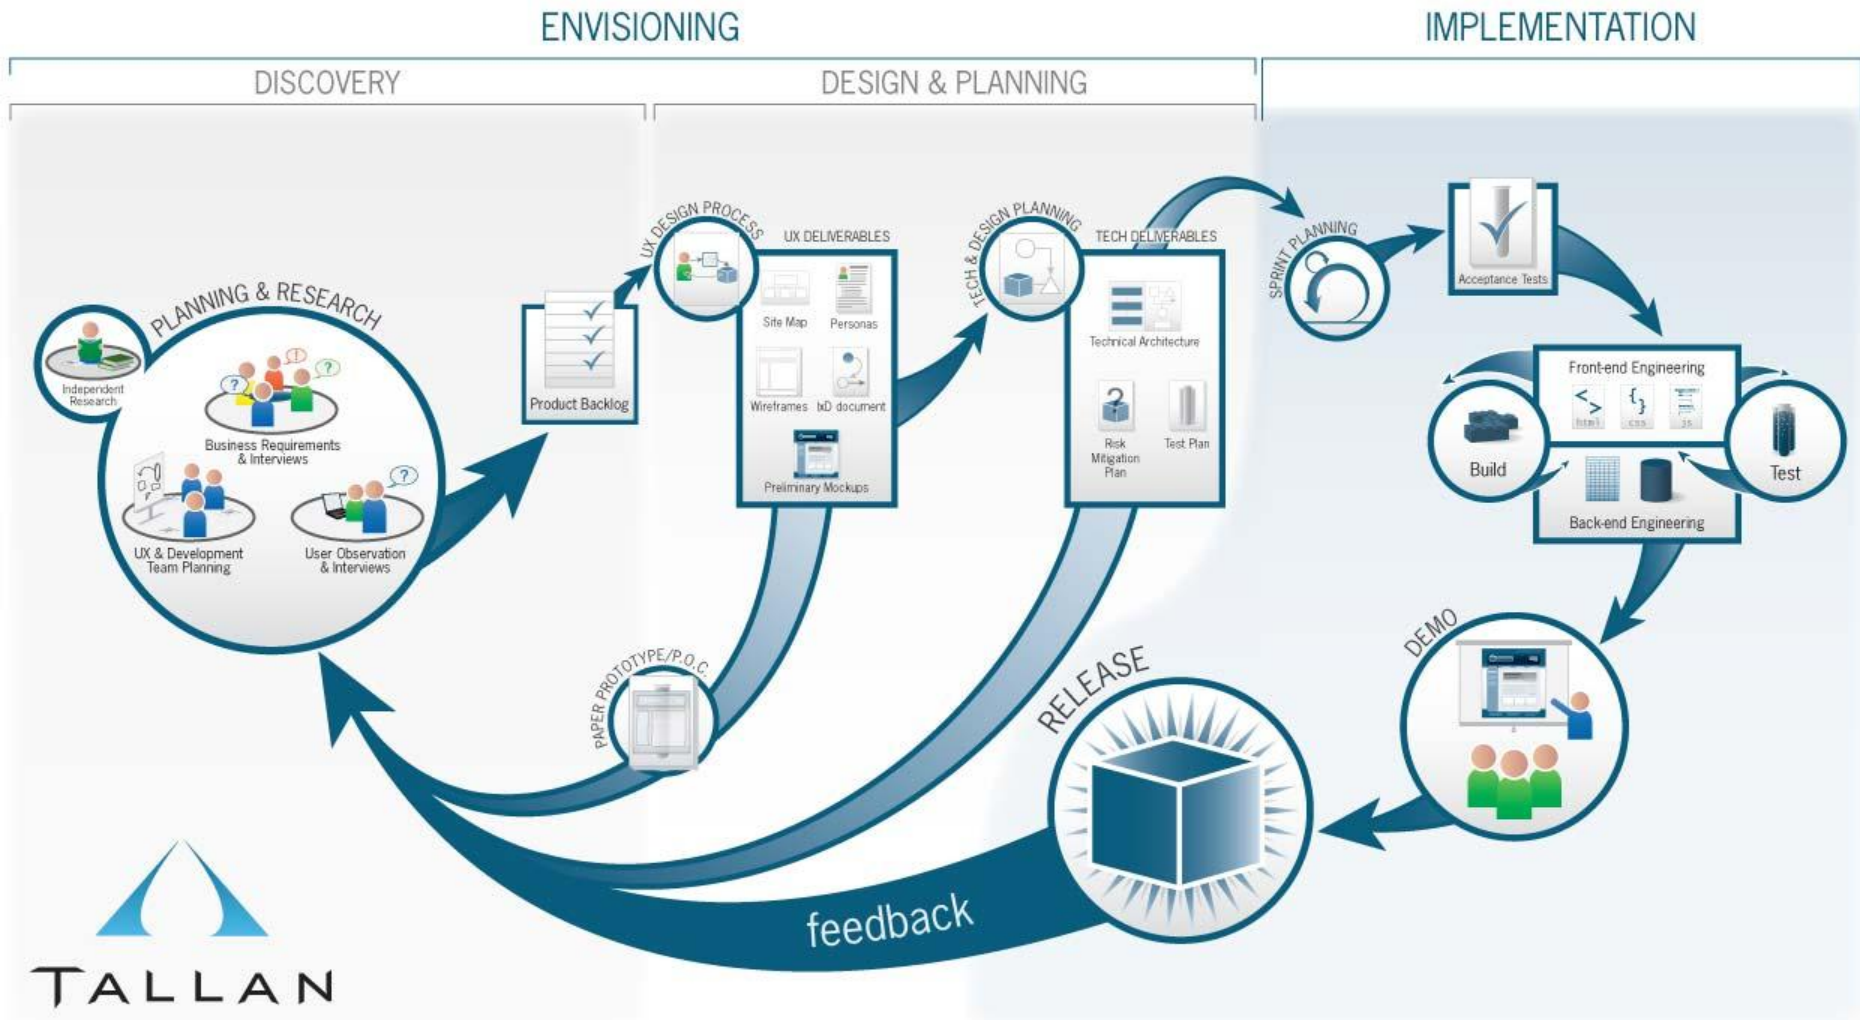 ENVISIONING
IMPLEMENTATION
DISCOVERY
DESIGN & PLANNING
PLANNING & RESEARCH
Independent
Research
?
!
?
Business Requirements
& Interviews
UX & Development
Team Planning
?
User Observation
& Interviews
Product Backlog
UX DESIGN PROCESS
UX DELIVERABLES
Site Map
Personas
Wireframes
IxD document
Preliminary Mockups
PAPER PROTOTYPE/P.O.C.
TECH & DESIGN PLANNING
TECH DELIVERABLES
Technical Architecture
?
Risk
Mitigation
Plan
Test Plan
SPRINT PLANNING
Acceptance Tests
Front-end Engineering
< >
html
{ }
css
js
Build
Test
Back-end Engineering
DEMO
RELEASE
feedback
TALLAN